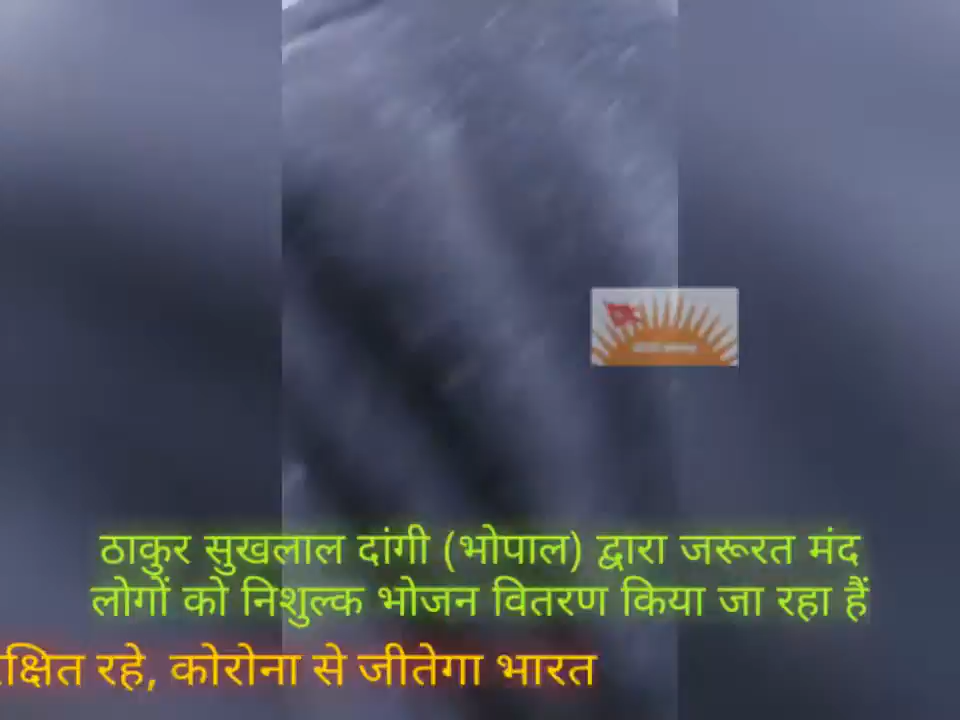 ठाकुर सुखलाल दांगी (भोपाल) द्वारा जरूरत मंद
लोगों को निशुल्क भोजन वितरण किया जा रहा हैं
रहे, कोरोना से जीतेगा भारत